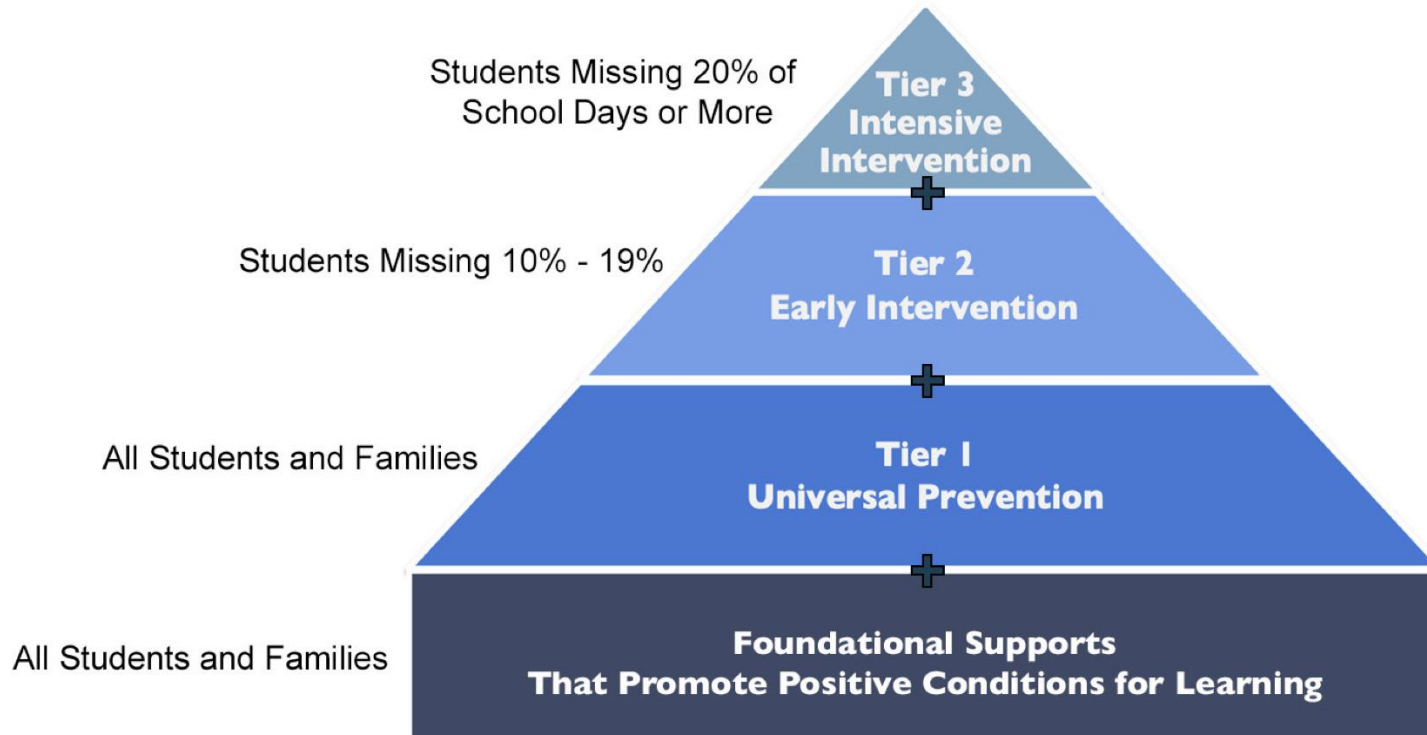 Students Missing 20% of
School Days or More
Tier 3
Intensive
Intervention
Students Missing 10% - 19%
Tier 2
Early Intervention
All Students and Families
Tier 1
Universal Prevention
All Students and Families
Foundational Supports
That Promote Positive Conditions for Learning